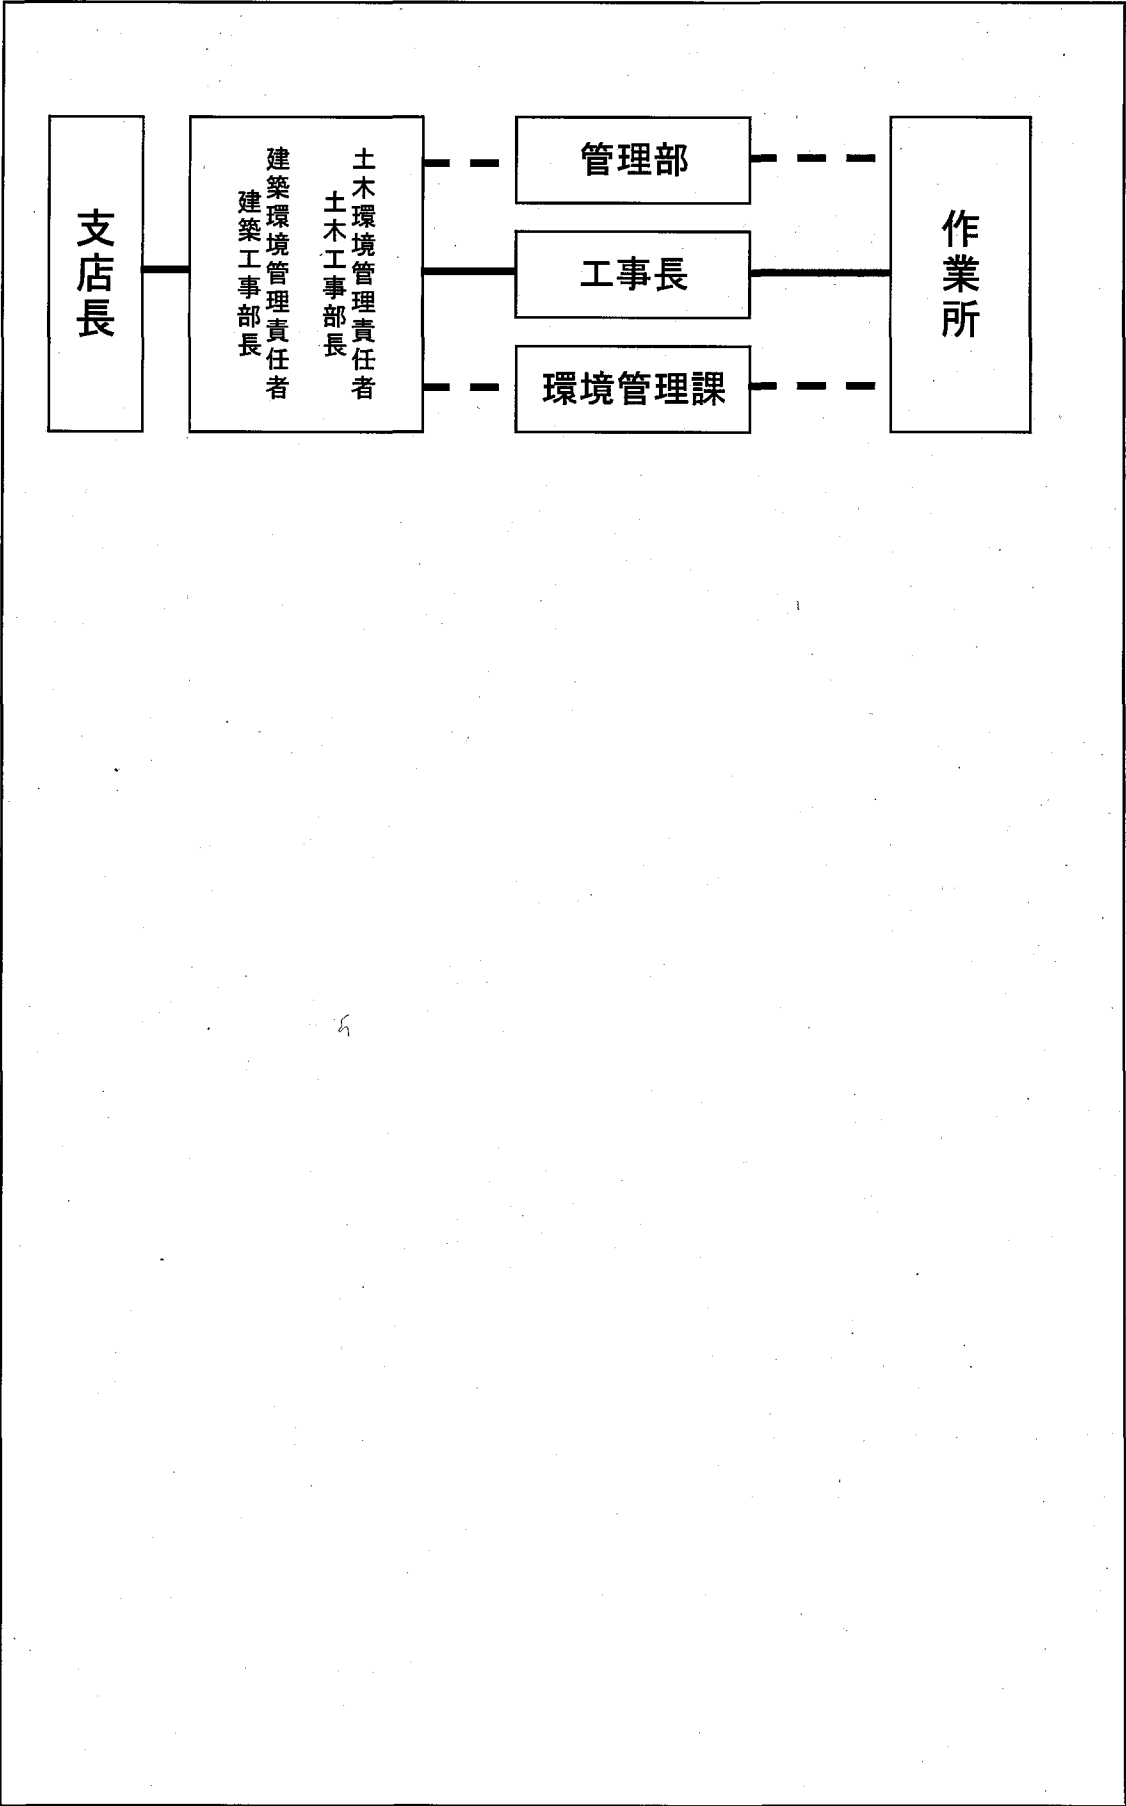 支店長
土木環境管理責任者
土木工事部長
建築環境管理責任者
建築工事部長
管理部
工事長
環境管理課
作業所